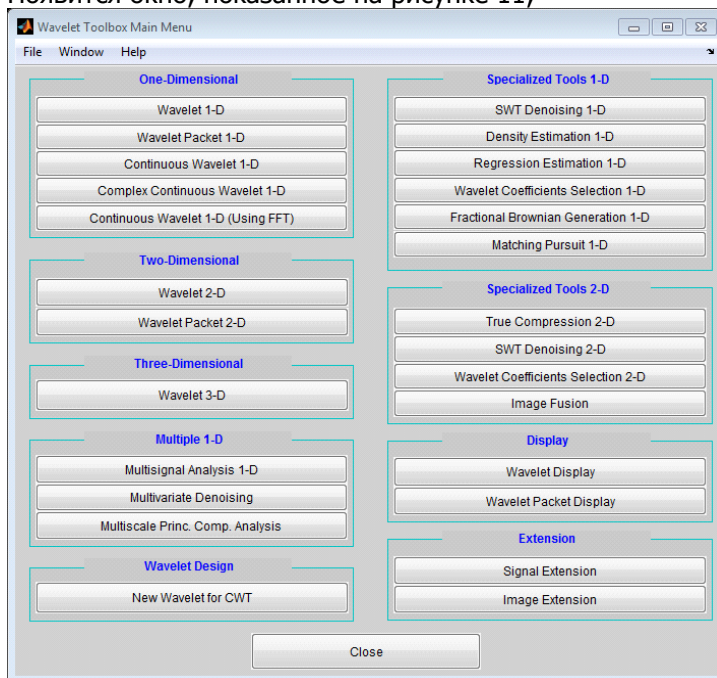 Появится окно, показанное на рисунке 11,
Wavelet Toolbox Main Menu
File Window Help
One-Dimensional
Wavelet 1-D
Wavelet Packet 1-D
Continuous Wavelet 1-D
Complex Continuous Wavelet 1-D
Continuous Wavelet 1-D (Using FFT)
Two-Dimensional
Wavelet 2-D
Wavelet Packet 2-D
Three-Dimensional
Wavelet 3-D
Multiple 1-D
Multisignal Analysis 1-D
Multivariate Denoising
Multiscale Princ. Comp. Analysis
Wavelet Design
New Wavelet for CWT
Specialized Tools 1-D
SWT Denoising 1-D
Density Estimation 1-D
Regression Estimation 1-D
Wavelet Coefficients Selection 1-D
Fractional Brownian Generation 1-D
Matching Pursuit 1-D
Specialized Tools 2-D
True Compression 2-D
SWT Denoising 2-D
Wavelet Coefficients Selection 2-D
Image Fusion
Display
Wavelet Display
Wavelet Packet Display
Extension
Signal Extension
Image Extension
Close